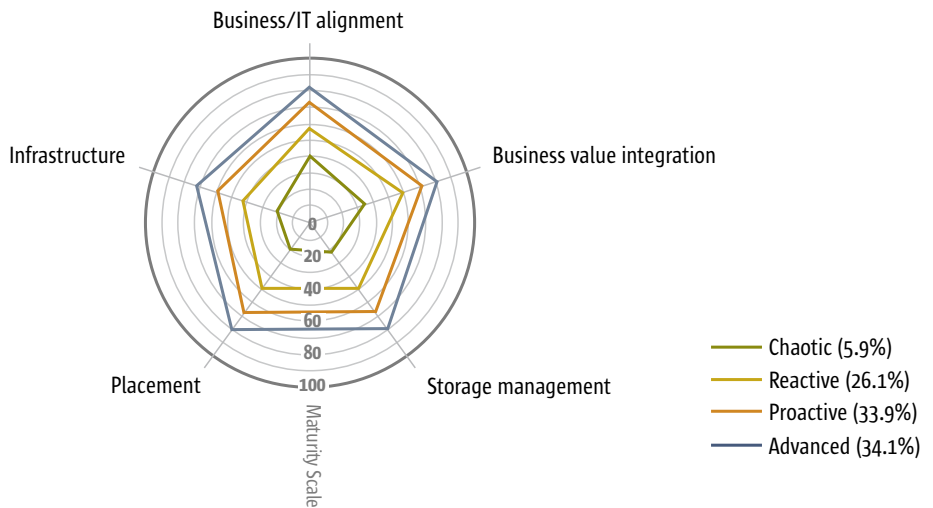 Business/IT alignment
Infrastructure
Business value integration
0
20
40
60
80
100
Placement
Storage management
Maturity Scale
Chaotic (5.9%)
Reactive (26.1%)
Proactive (33.9%)
Advanced (34.1%)